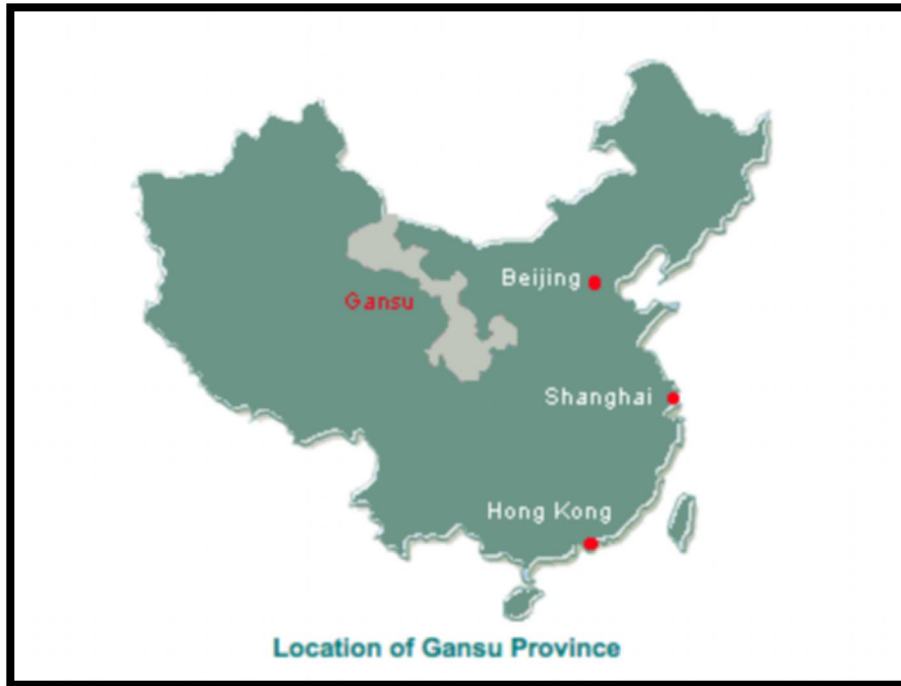 Beijing
Gansu
Shanghai
Hong Kong
Location of Gansu Province